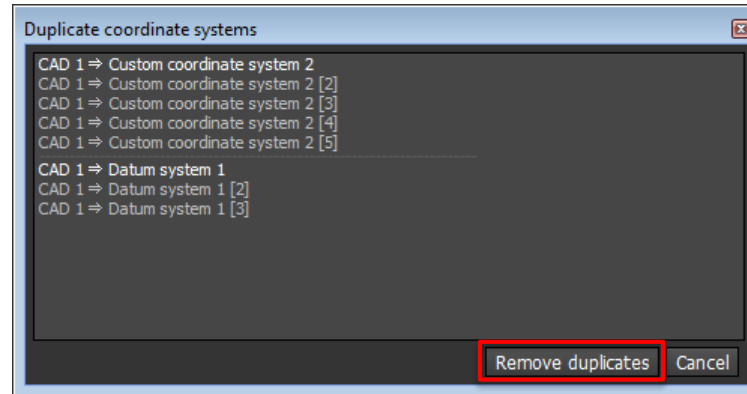 Duplicate coordinate systems
CAD 1⇒ Custom coordinate system 2
CAD 1⇒ Custom coordinate system 2 [2]
CAD 1⇒ Custom coordinate system 2 [3]
CAD 1⇒ Custom coordinate system 2 [4]
CAD 1⇒ Custom coordinate system 2 [5]
CAD 1⇒ Datum system 1
CAD 1⇒ Datum system 1 [2]
CAD 1⇒ Datum system 1 [3]
Remove duplicates Cancel